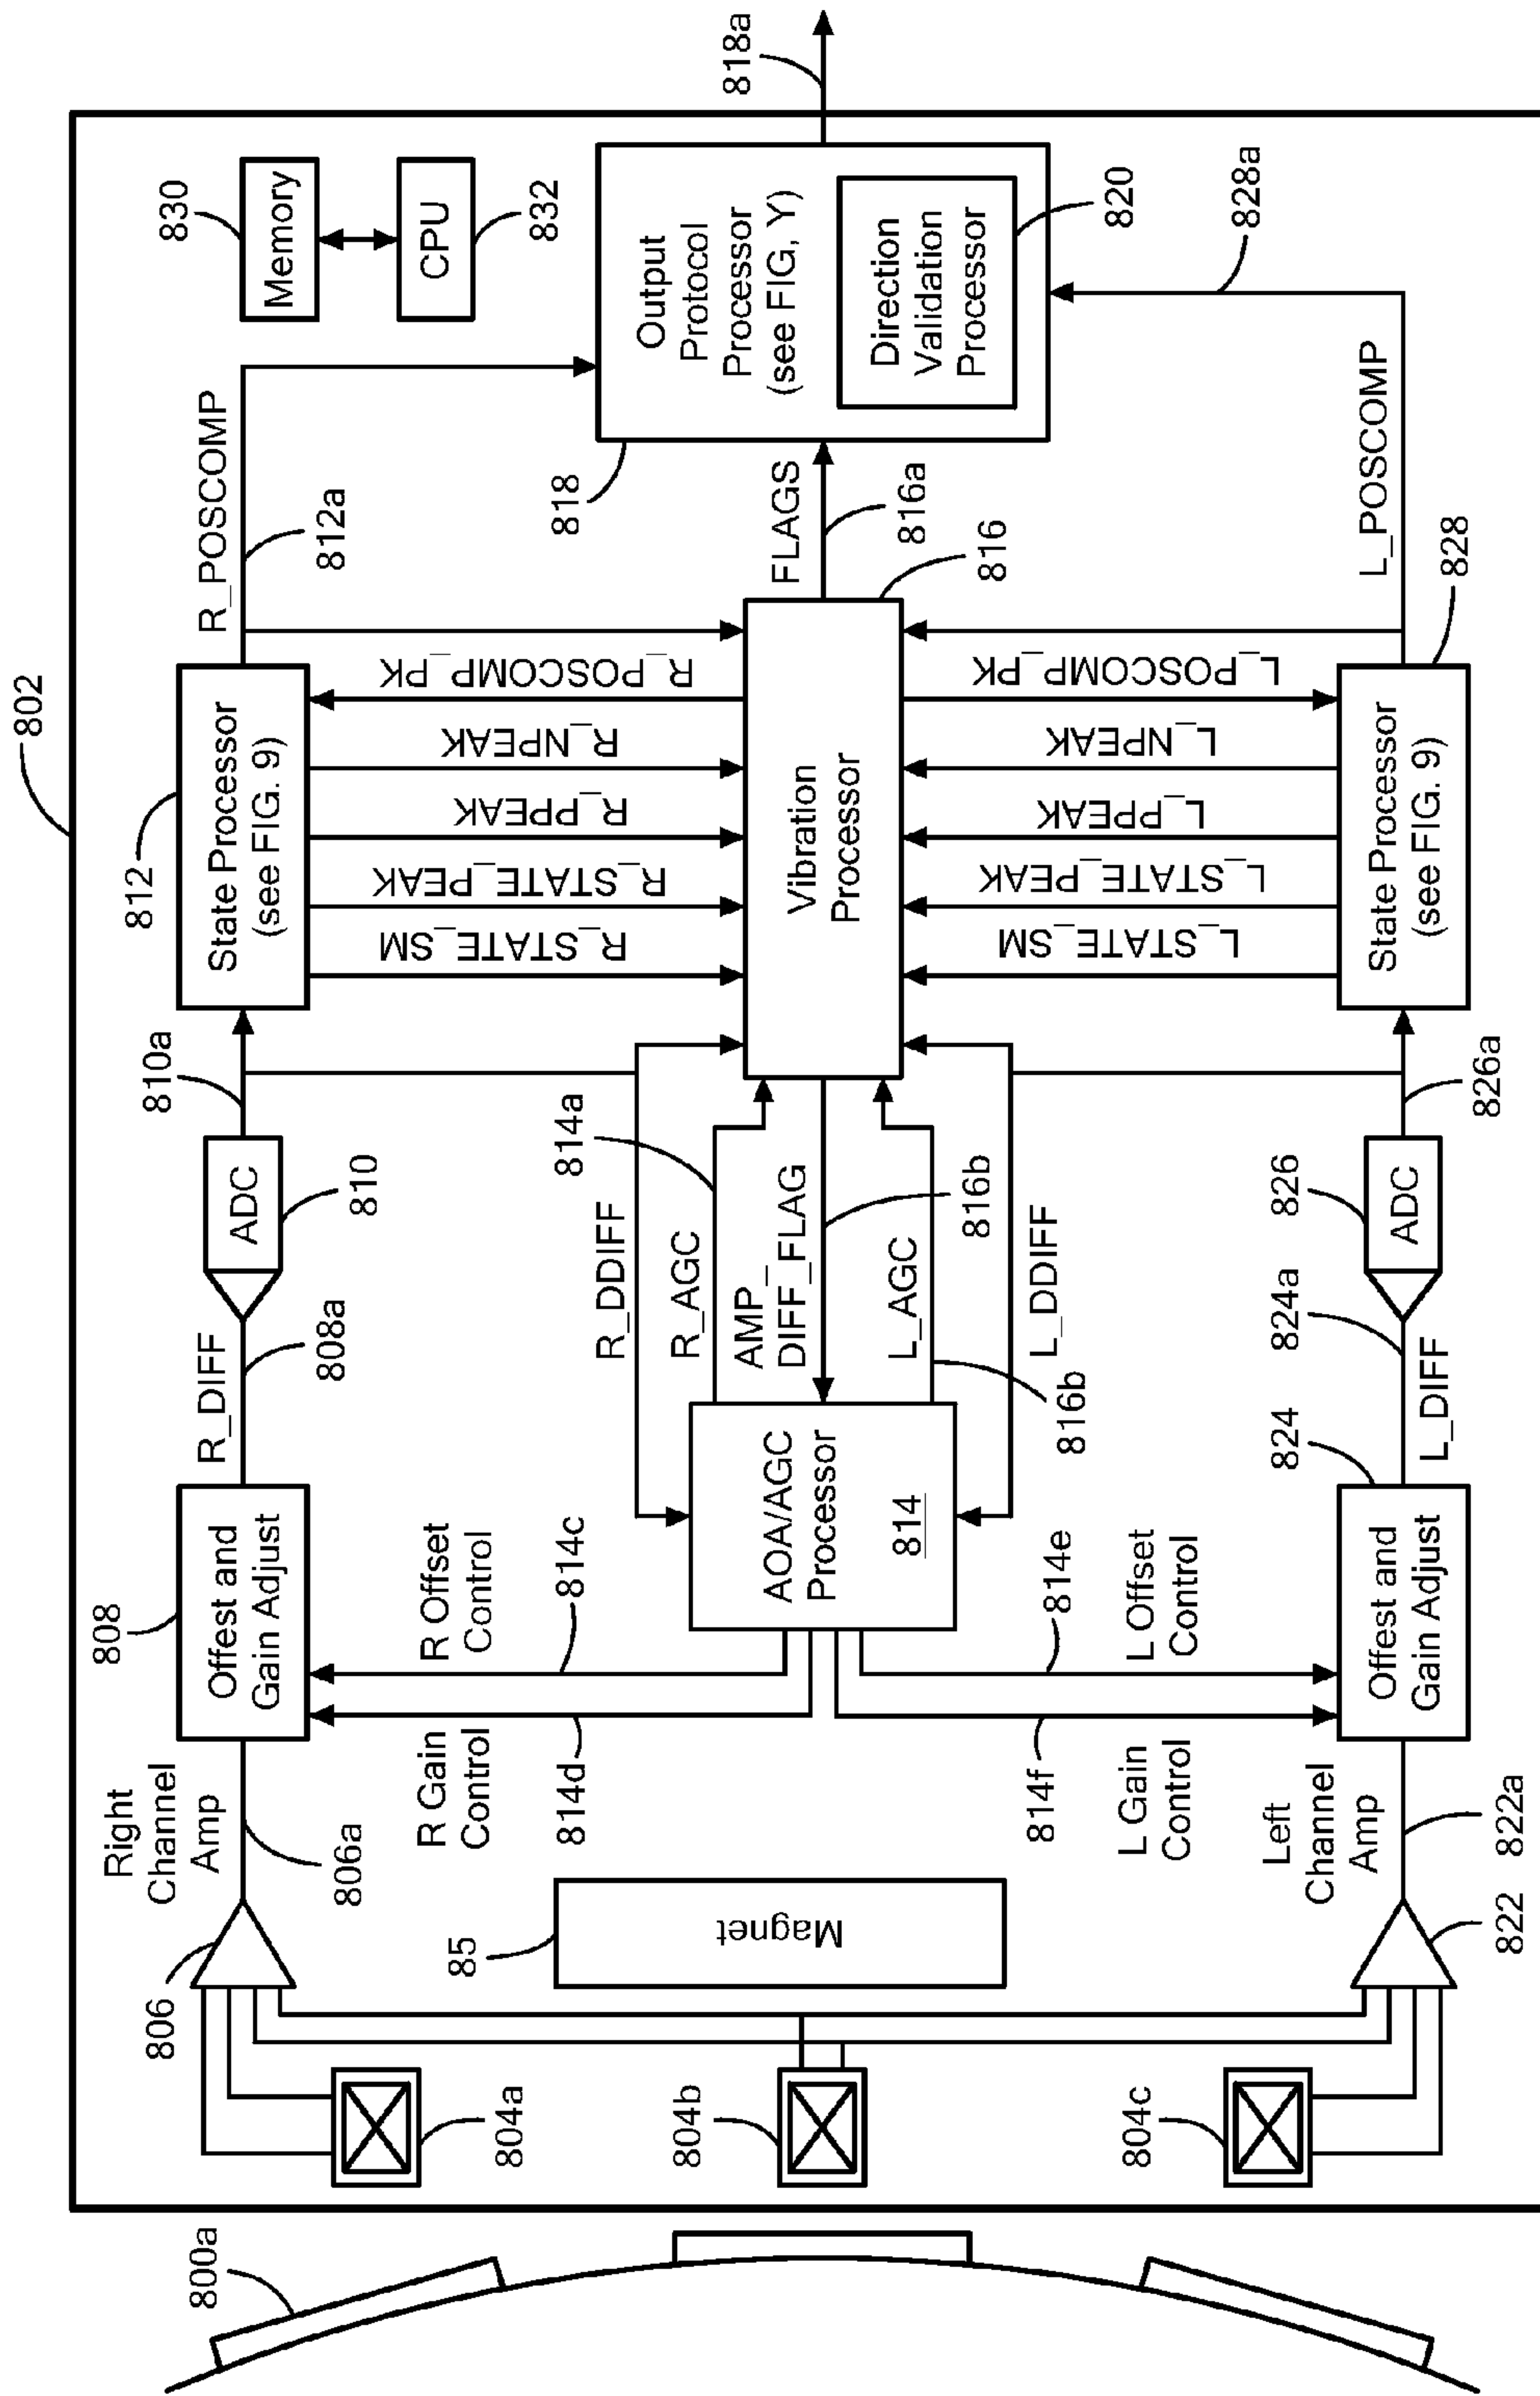 802
800a
804a
804b
804c
806
Right
Channel
Amp
806a
808
Offest and
Gain Adjust
R_DIFF
808a
ADC
810
810a
812
State Processor
(see FIG. 9)
R_POSCOMP
812a
830
Memory
CPU
832
85
Magnet
R Gain
Control
814d
R Offset
Control
814c
AOA/AGC
Processor
814
814e
L Offset
Control
814f
L Gain
Control
R_DDIFF
R_AGC
814a
AMP_
DIFF_FLAG
816b
L_AGC
816b
L_DDIFF
R_STATE_SM
R_STATE_PEAK
R_PPEAK
R_NPEAK
R_POSCOMP_PK
Vibration
Processor
816
FLAGS
816a
L_STATE_SM
L_STATE_PEAK
L_PPEAK
L_NPEAK
L_POSCOMP_PK
818
Output
Protocol
Processor
(see FIG, Y)
Direction
Validation
Processor
820
818a
828a
Left
Channel
Amp
822
822a
824
Offest and
Gain Adjust
L_DIFF
824a
826
ADC
826a
State Processor
(see FIG. 9)
828
L_POSCOMP